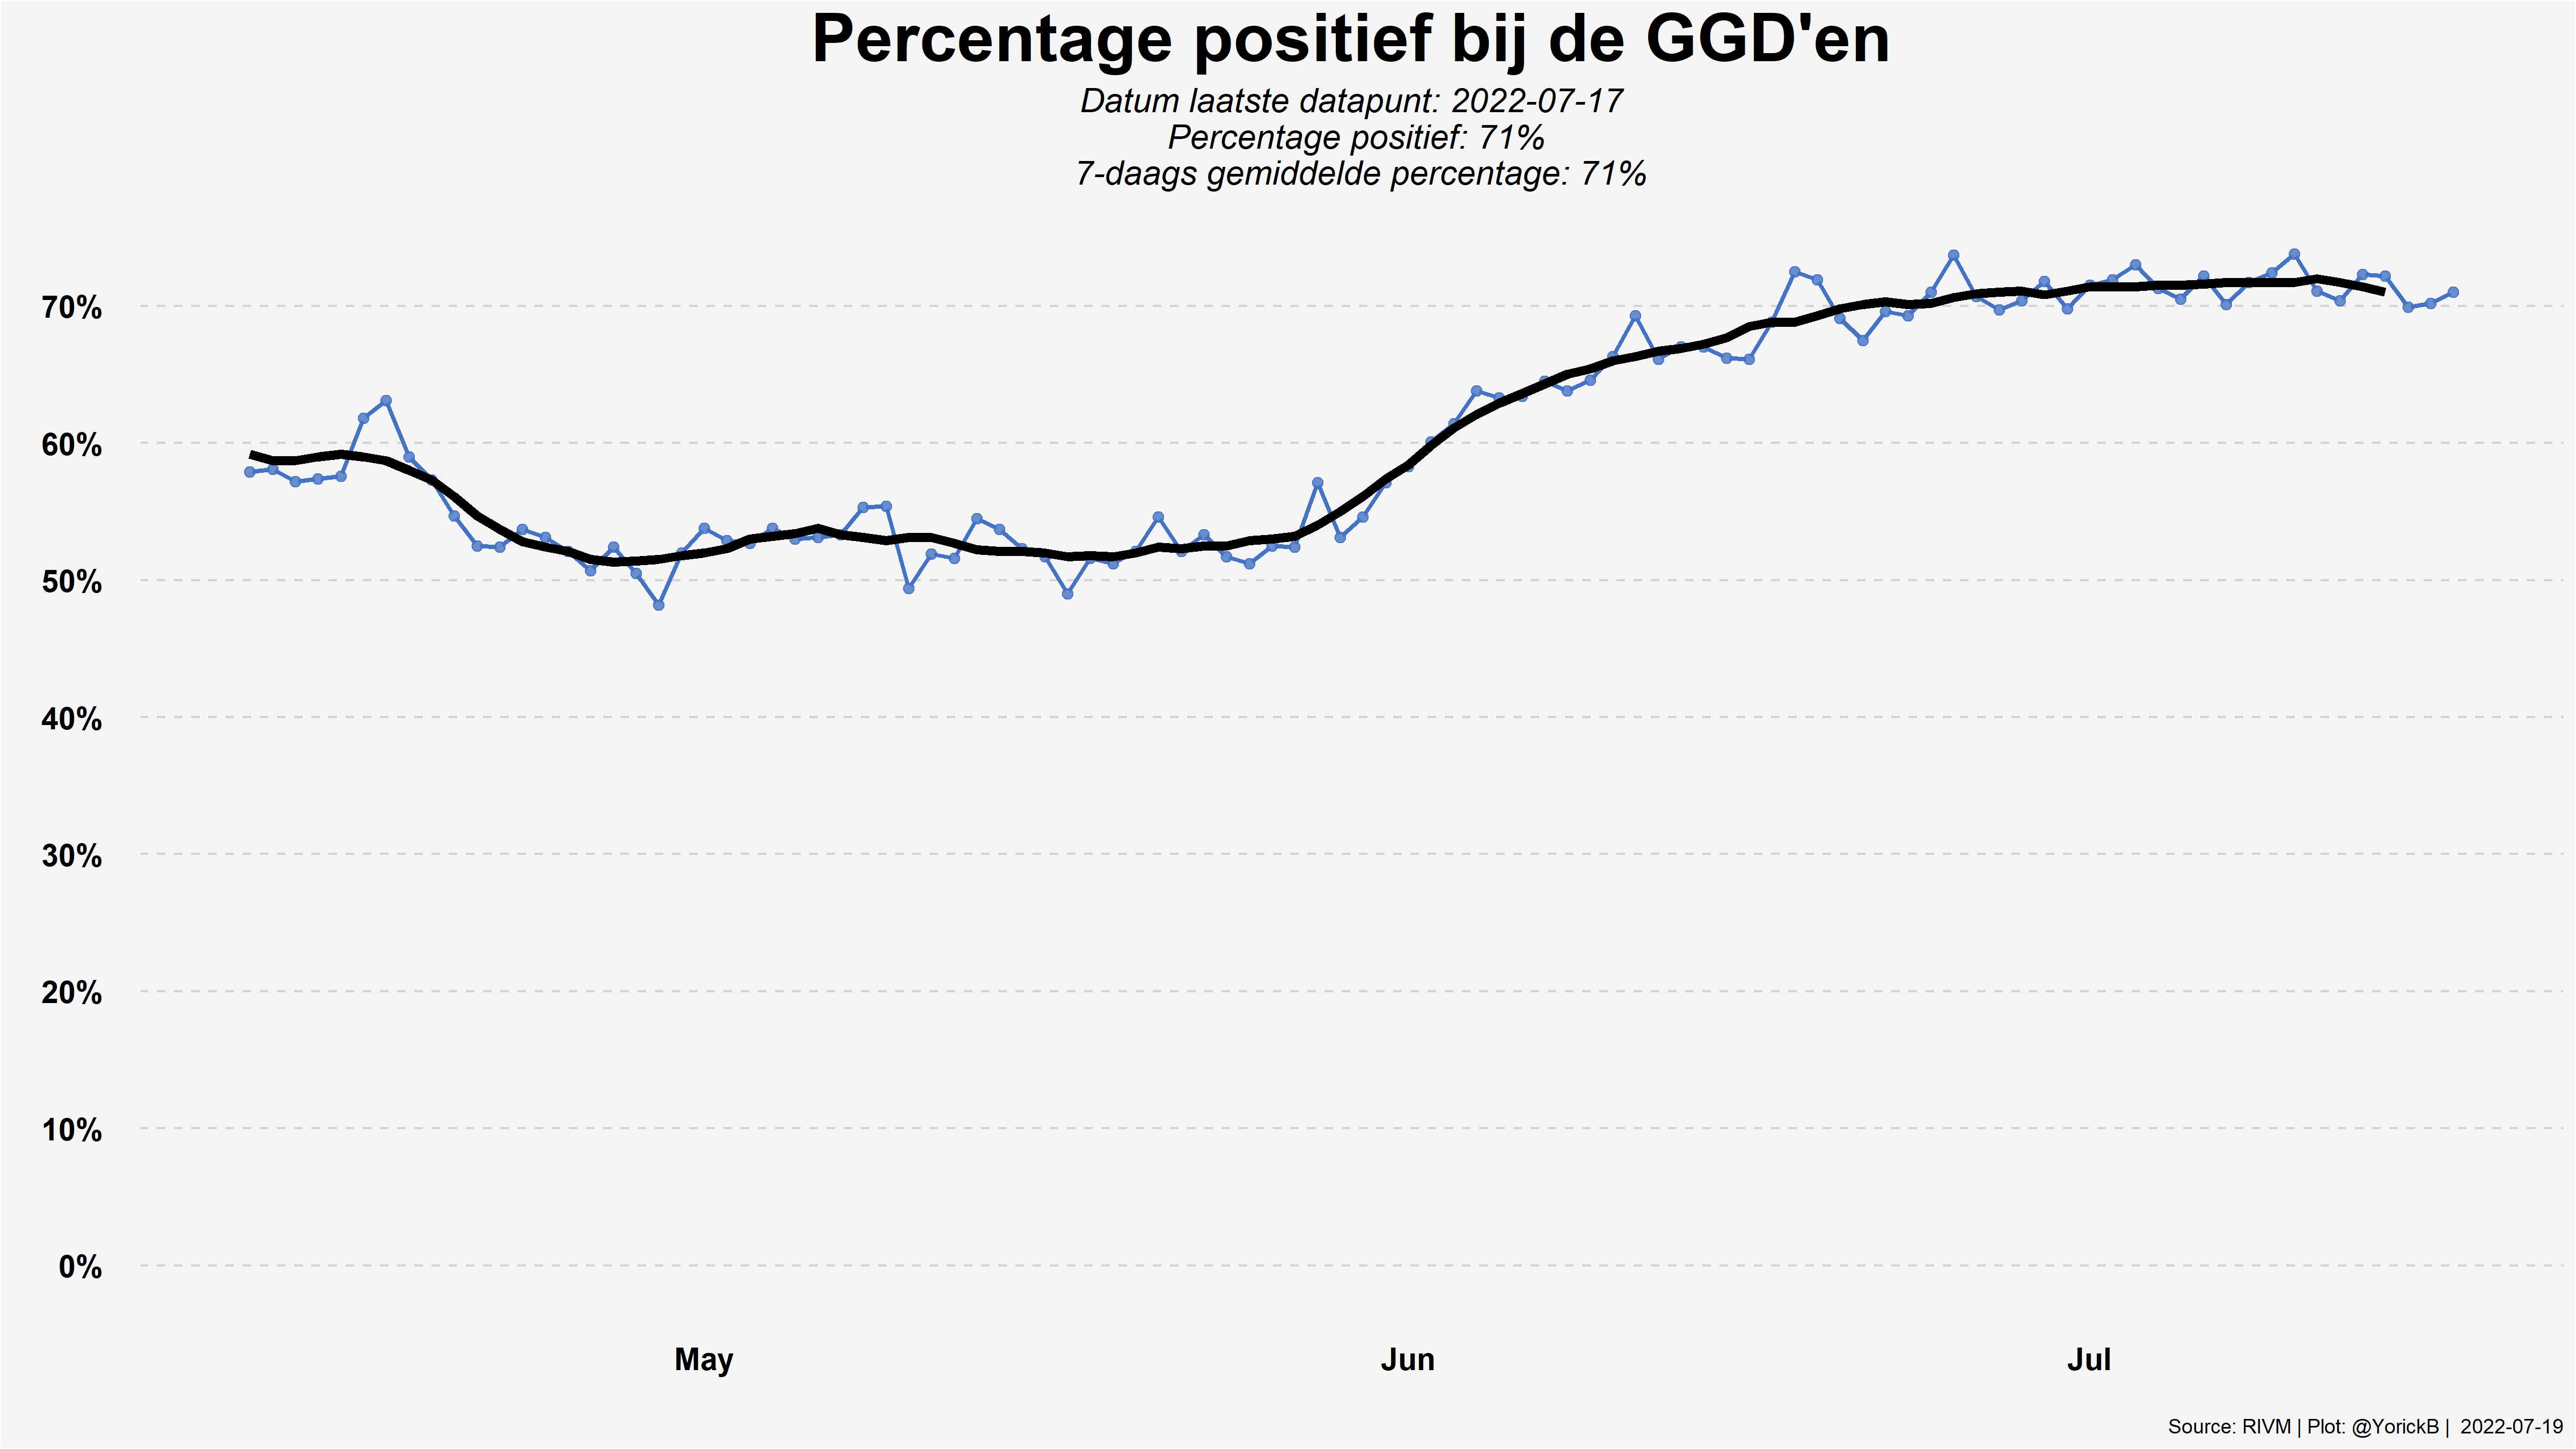 Percentage positief bij de GGD'en
Datum laatste datapunt: 2022-07-17
Percentage positief: 71%
7-daags gemiddelde percentage: 71%
70%
60%
50%
40%
30%
20%
10%
0%
May Jun Jul
Source: RIVM | Plot: @YorickB | 2022-07-19